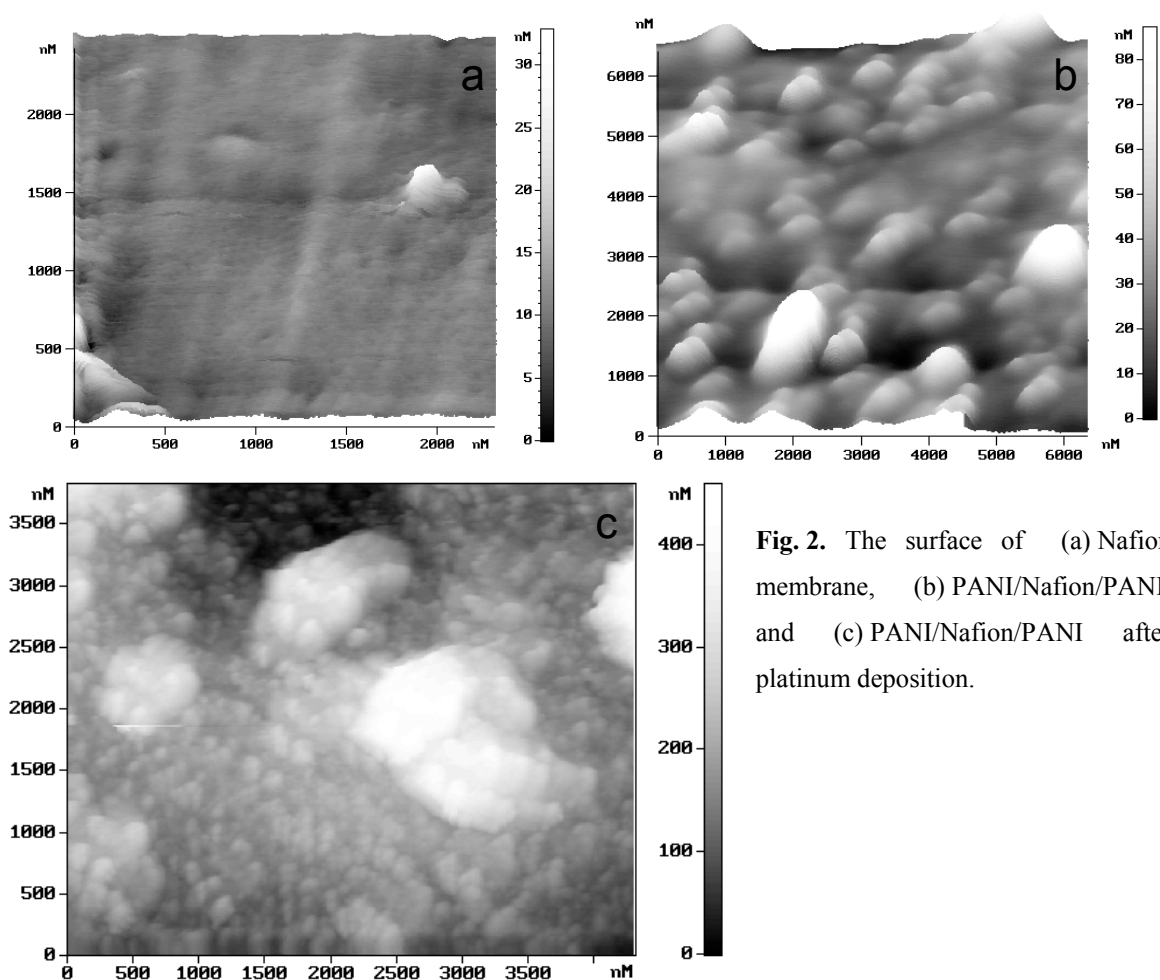 nM
2000
1500
1000
500
0
0 500 1000 1500 2000
nM
nM
30
25
20
15
10
5
0
a
nM
6000
5000
4000
3000
2000
1000
0
0 1000 2000 3000 4000 5000 6000
nM
nM
80
70
60
50
40
30
20
10
0
b
nM
3500
3000
2500
2000
1500
1000
500
0
0 500 1000 1500 2000 2500 3000 3500 nM
nM
400
300
200
100
0
c
Fig. 2. The surface of (a) Nafion
membrane, (b) PANI/Nafion/PANI
and (c) PANI/Nafion/PANI afte
platinum deposition.